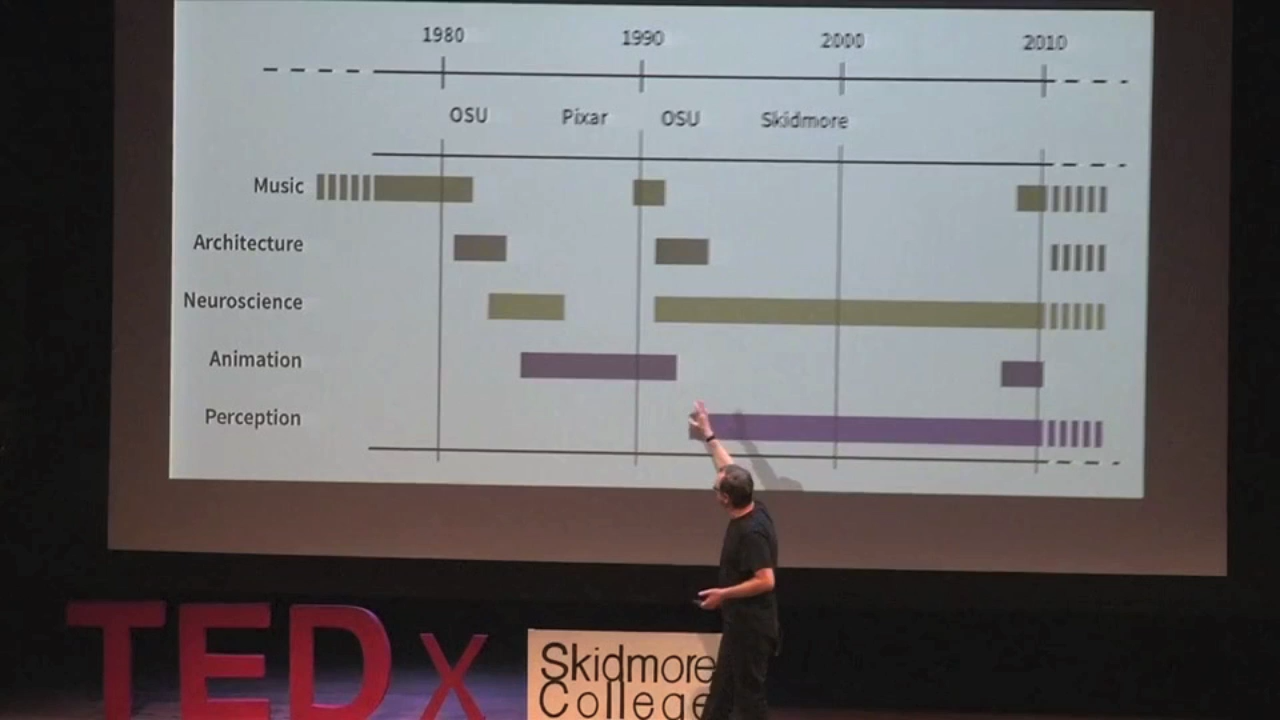 1980 1990 2000 2010
OSU Pixar OSU Skidmore
Music
Architecture
Neuroscience
Animation
Perception
TEDx
Skidmore
College